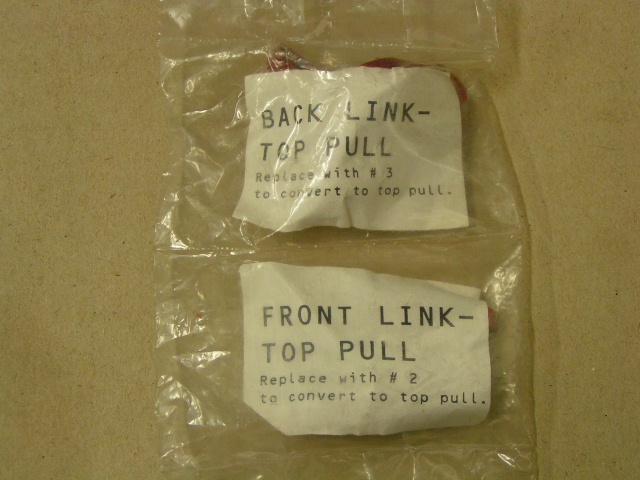 BACK LINK-
TOP PULL
Replace with # 3
to convert to top pull.
FRONT LINK-
TOP PULL
Replace with # 2
to convert to top pull.